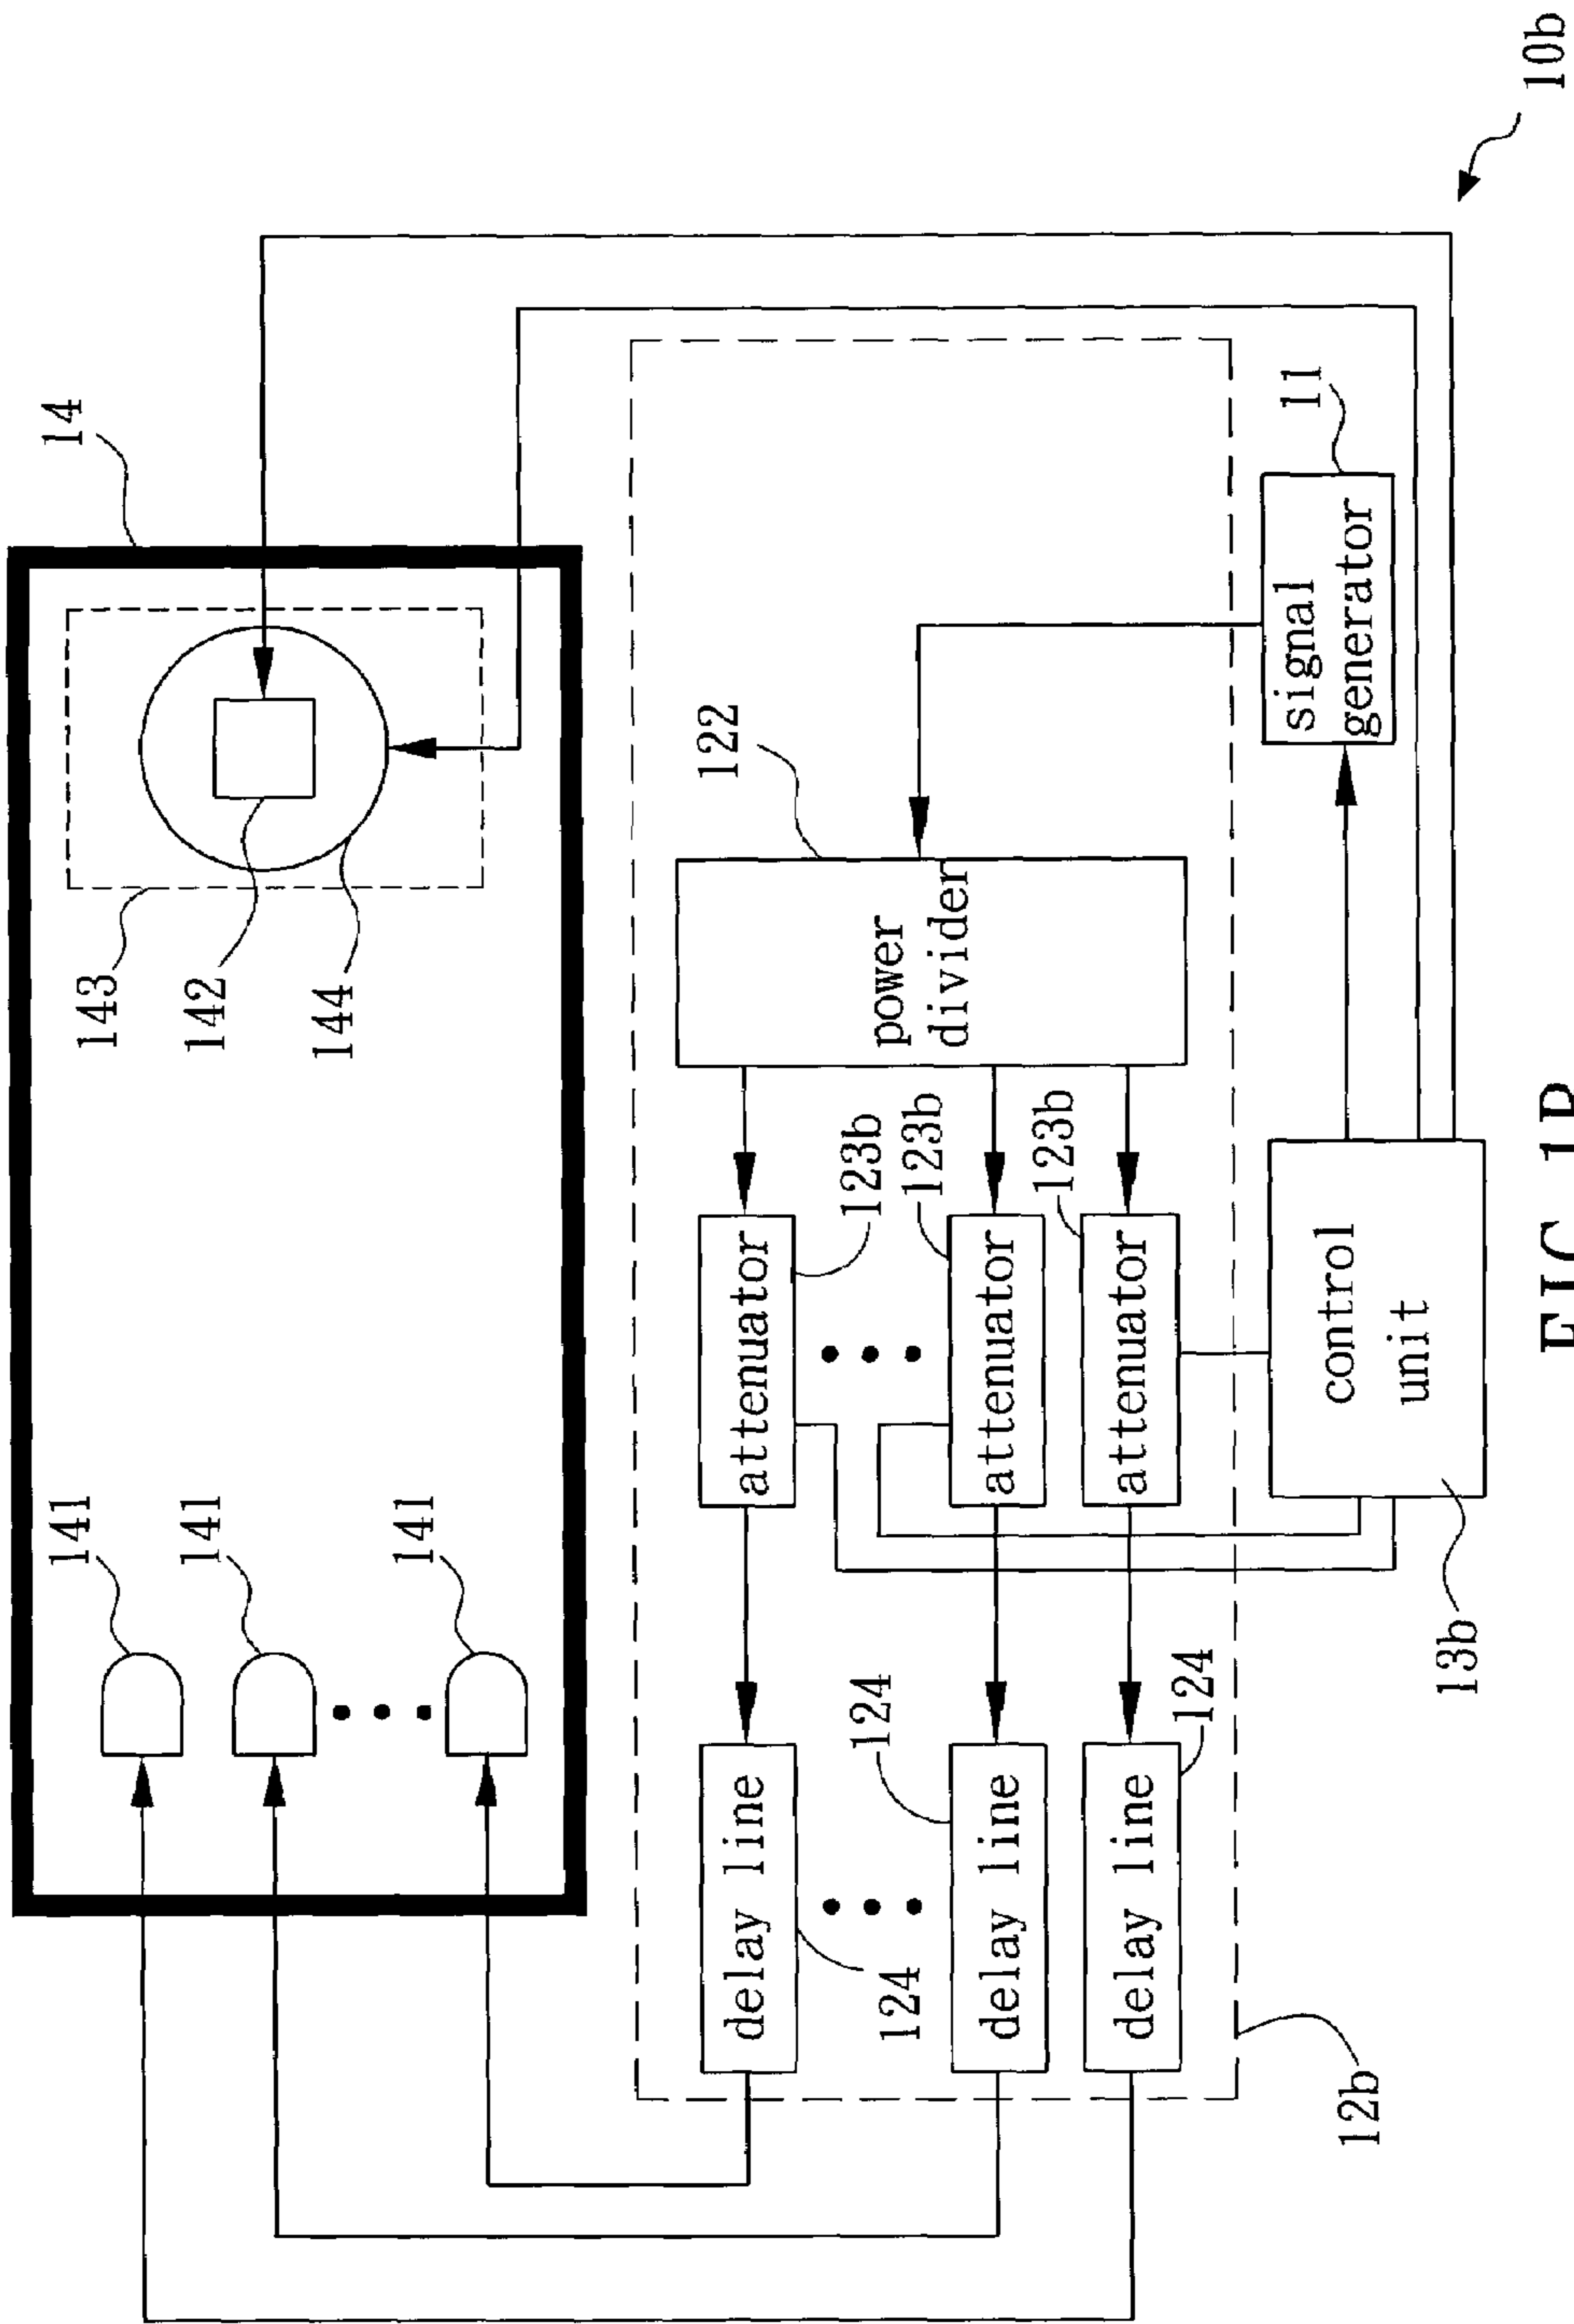 141
14
143
141
142
144
141
122
delay line
attenuator
123b
124
power
divider
124
123b
delay line
attenuator
123b
delay line
attenuator
124
signal
generator
11
12b
control
unit
13b
10b